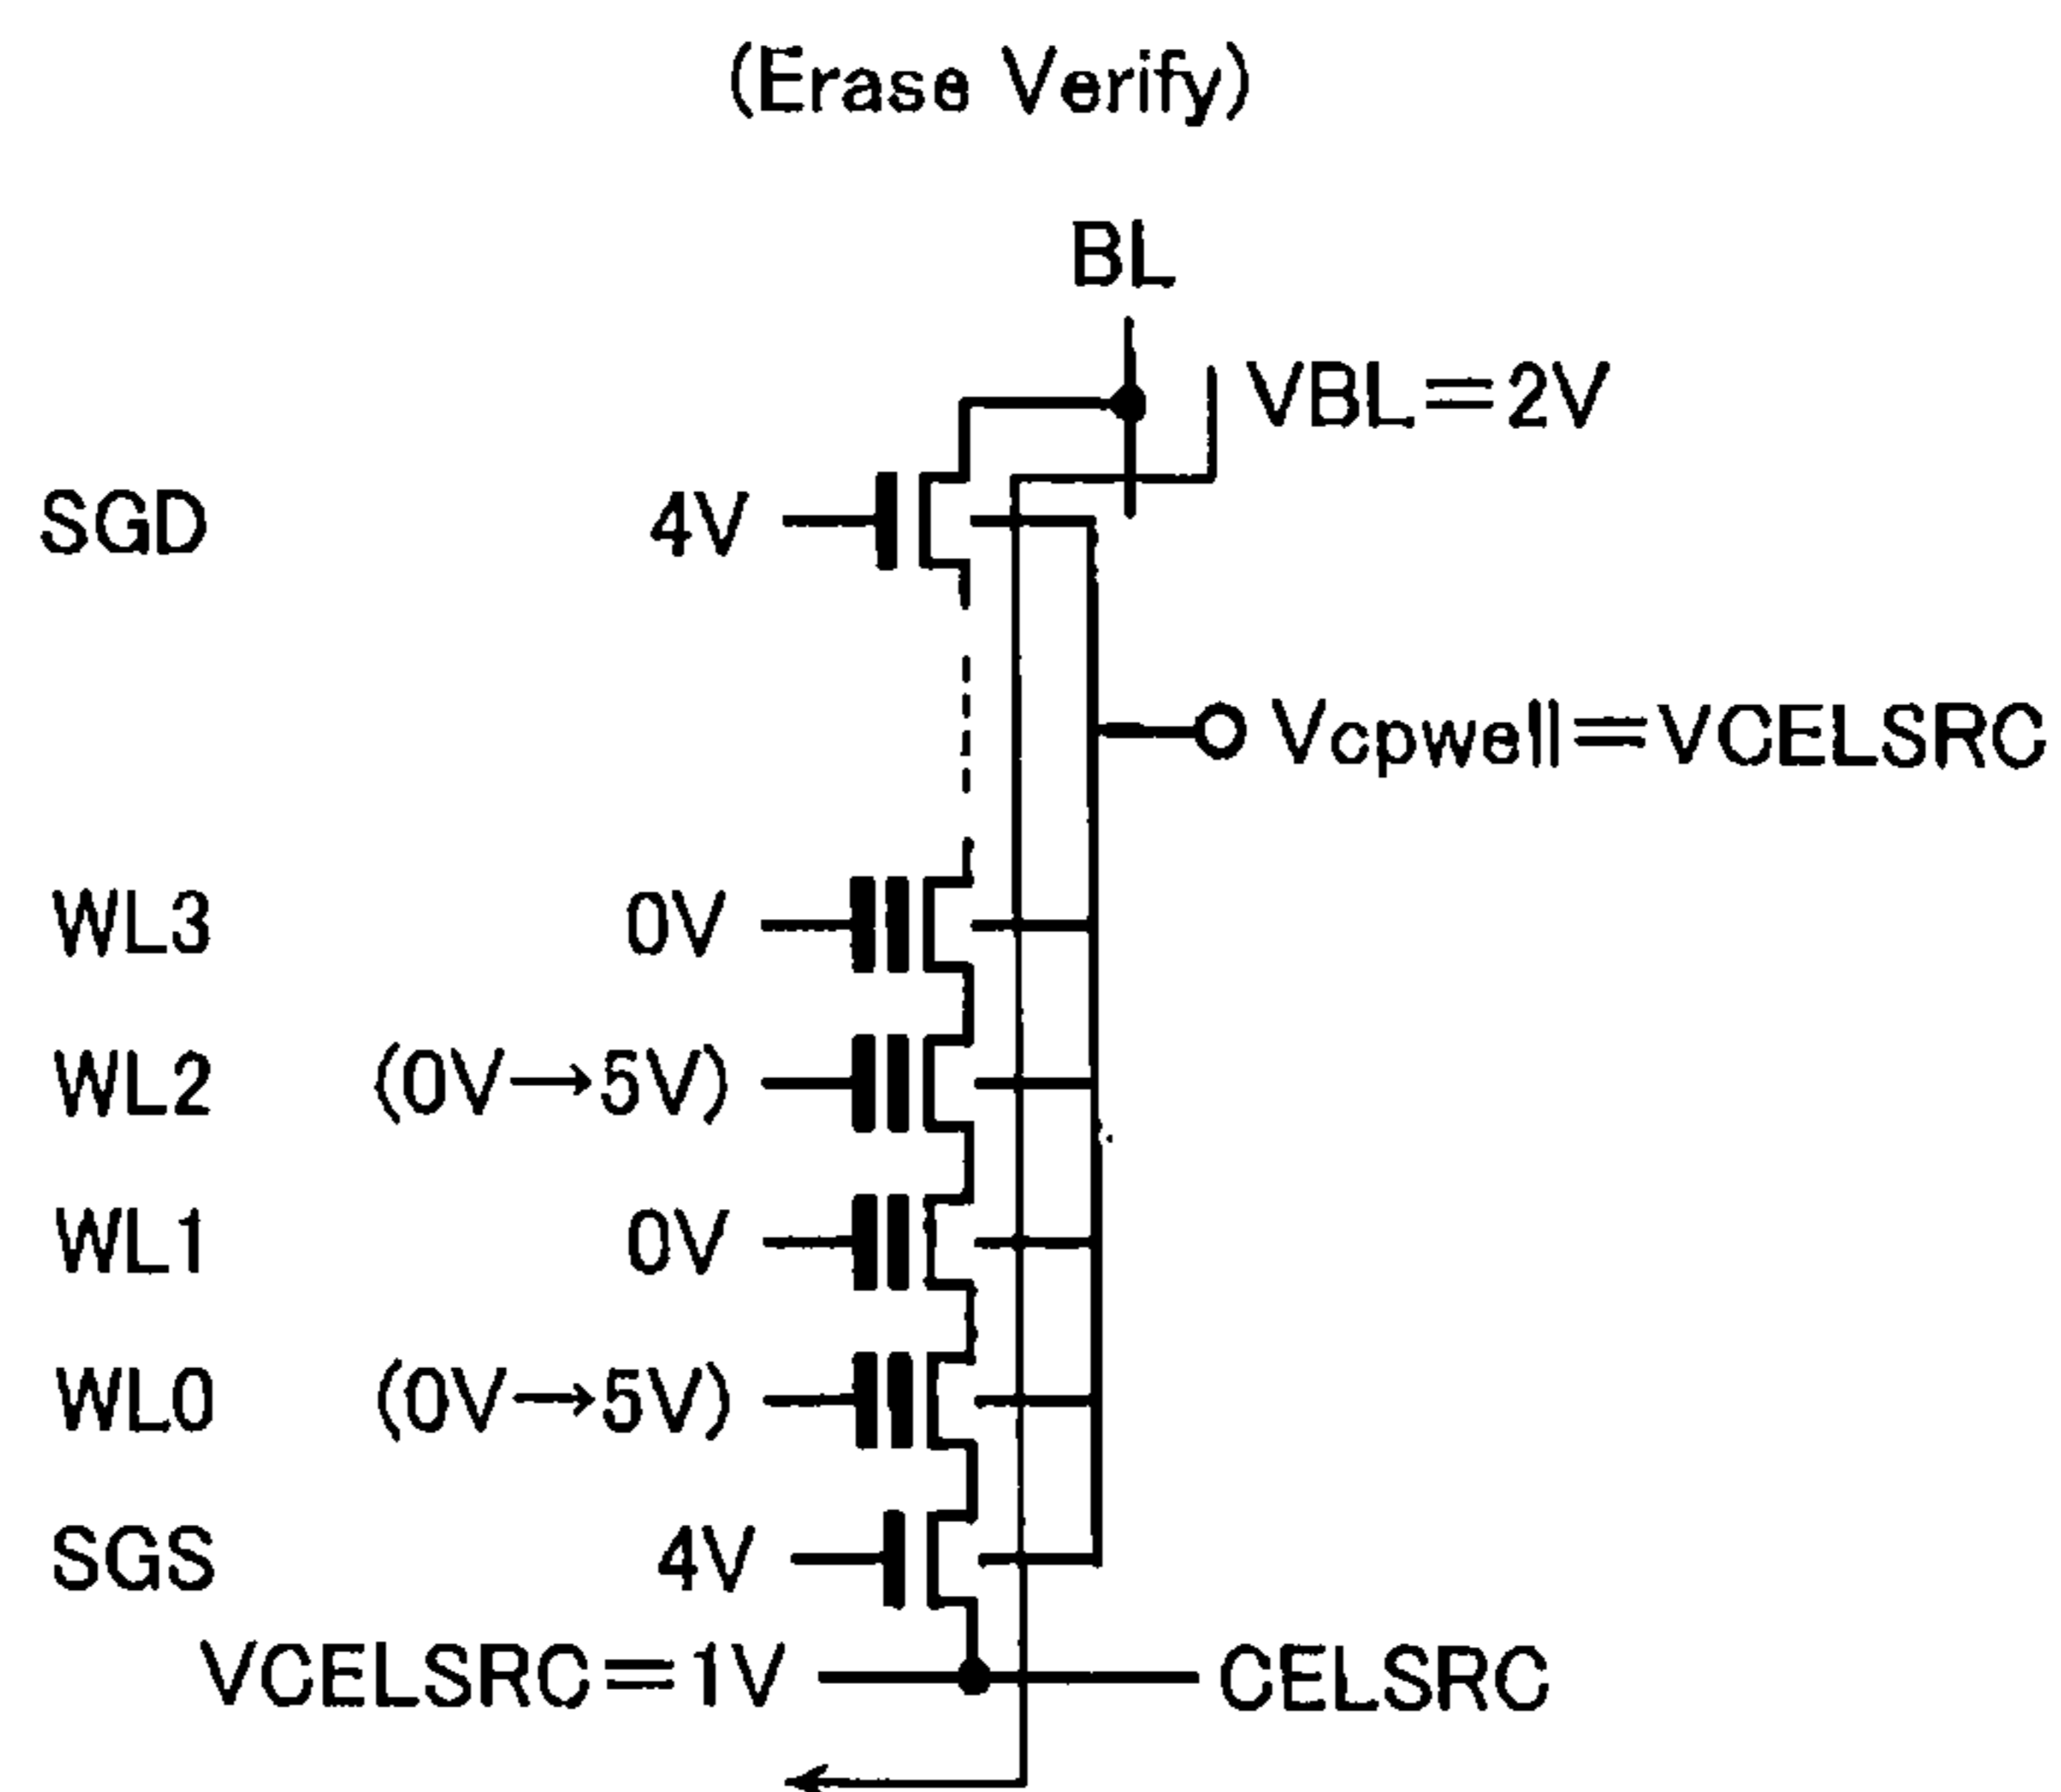 (Erase Verify)
BL
VBL=2V
SGD 4V
Vcpwell=VCELSRC
WL3 0V
WL2 (0V→5V)
WL1 0V
WL0 (0V→5V)
SGS 4V
VCELSRC=1V CELSRC